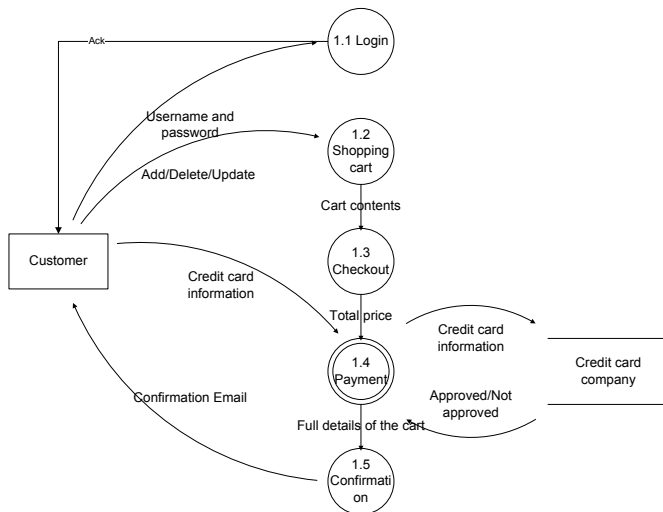 Ack
1.1 Login
Username and
password
1.2
Shopping
cart
Add/Delete/Update
Cart contents
Customer
1.3
Checkout
Credit card
information
Total price
Credit card
information
1.4
Payment
Credit card
company
Approved/Not
approved
Confirmation Email
Full details of the cart
1.5
Confirmati
on